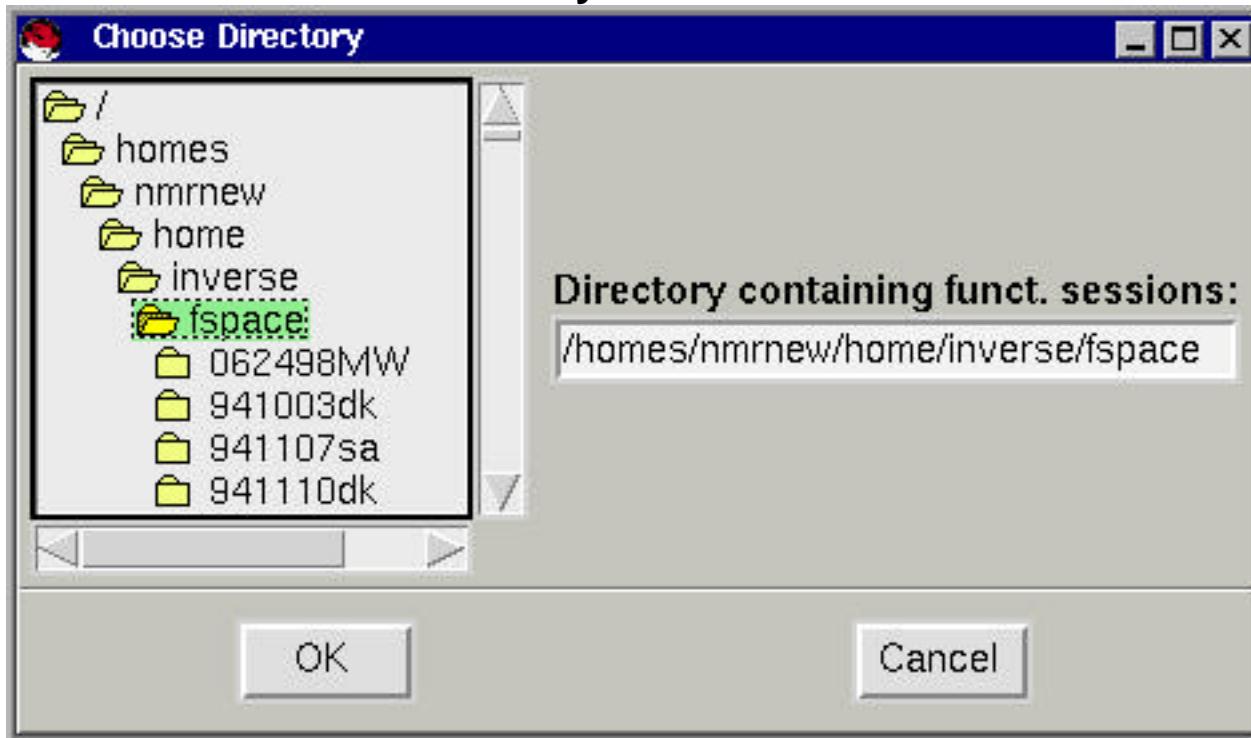 Choose Directory
/
homes
nmrnew
home
inverse
fspace
062498MW
941003dk
941107sa
941110dk
Directory containing funct. sessions:
/homes/nmrnew/home/inverse/fspace
OK
Cancel